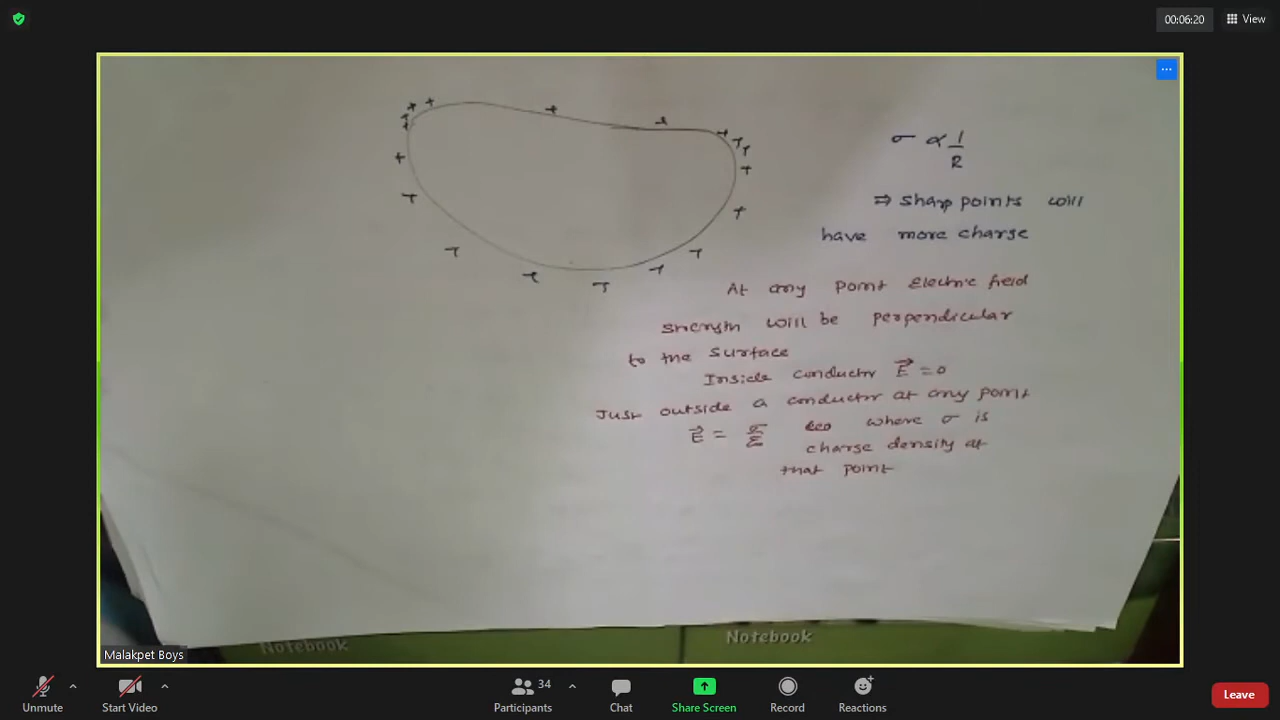 00:06:20
View
σ ∝ 1/R
⇒ sharp points will
have more charge
At any point Electric field
strength will be perpendicular
to the surface
Inside conductor E⃗ = 0
Just outside a conductor at any point
E⃗ = σ/ε where σ is
charge density at
that point
Notebook
Notebook
Malakpet Boys
Unmute
Start Video
34
Participants
Chat
Share Screen
Record
Reactions
Leave